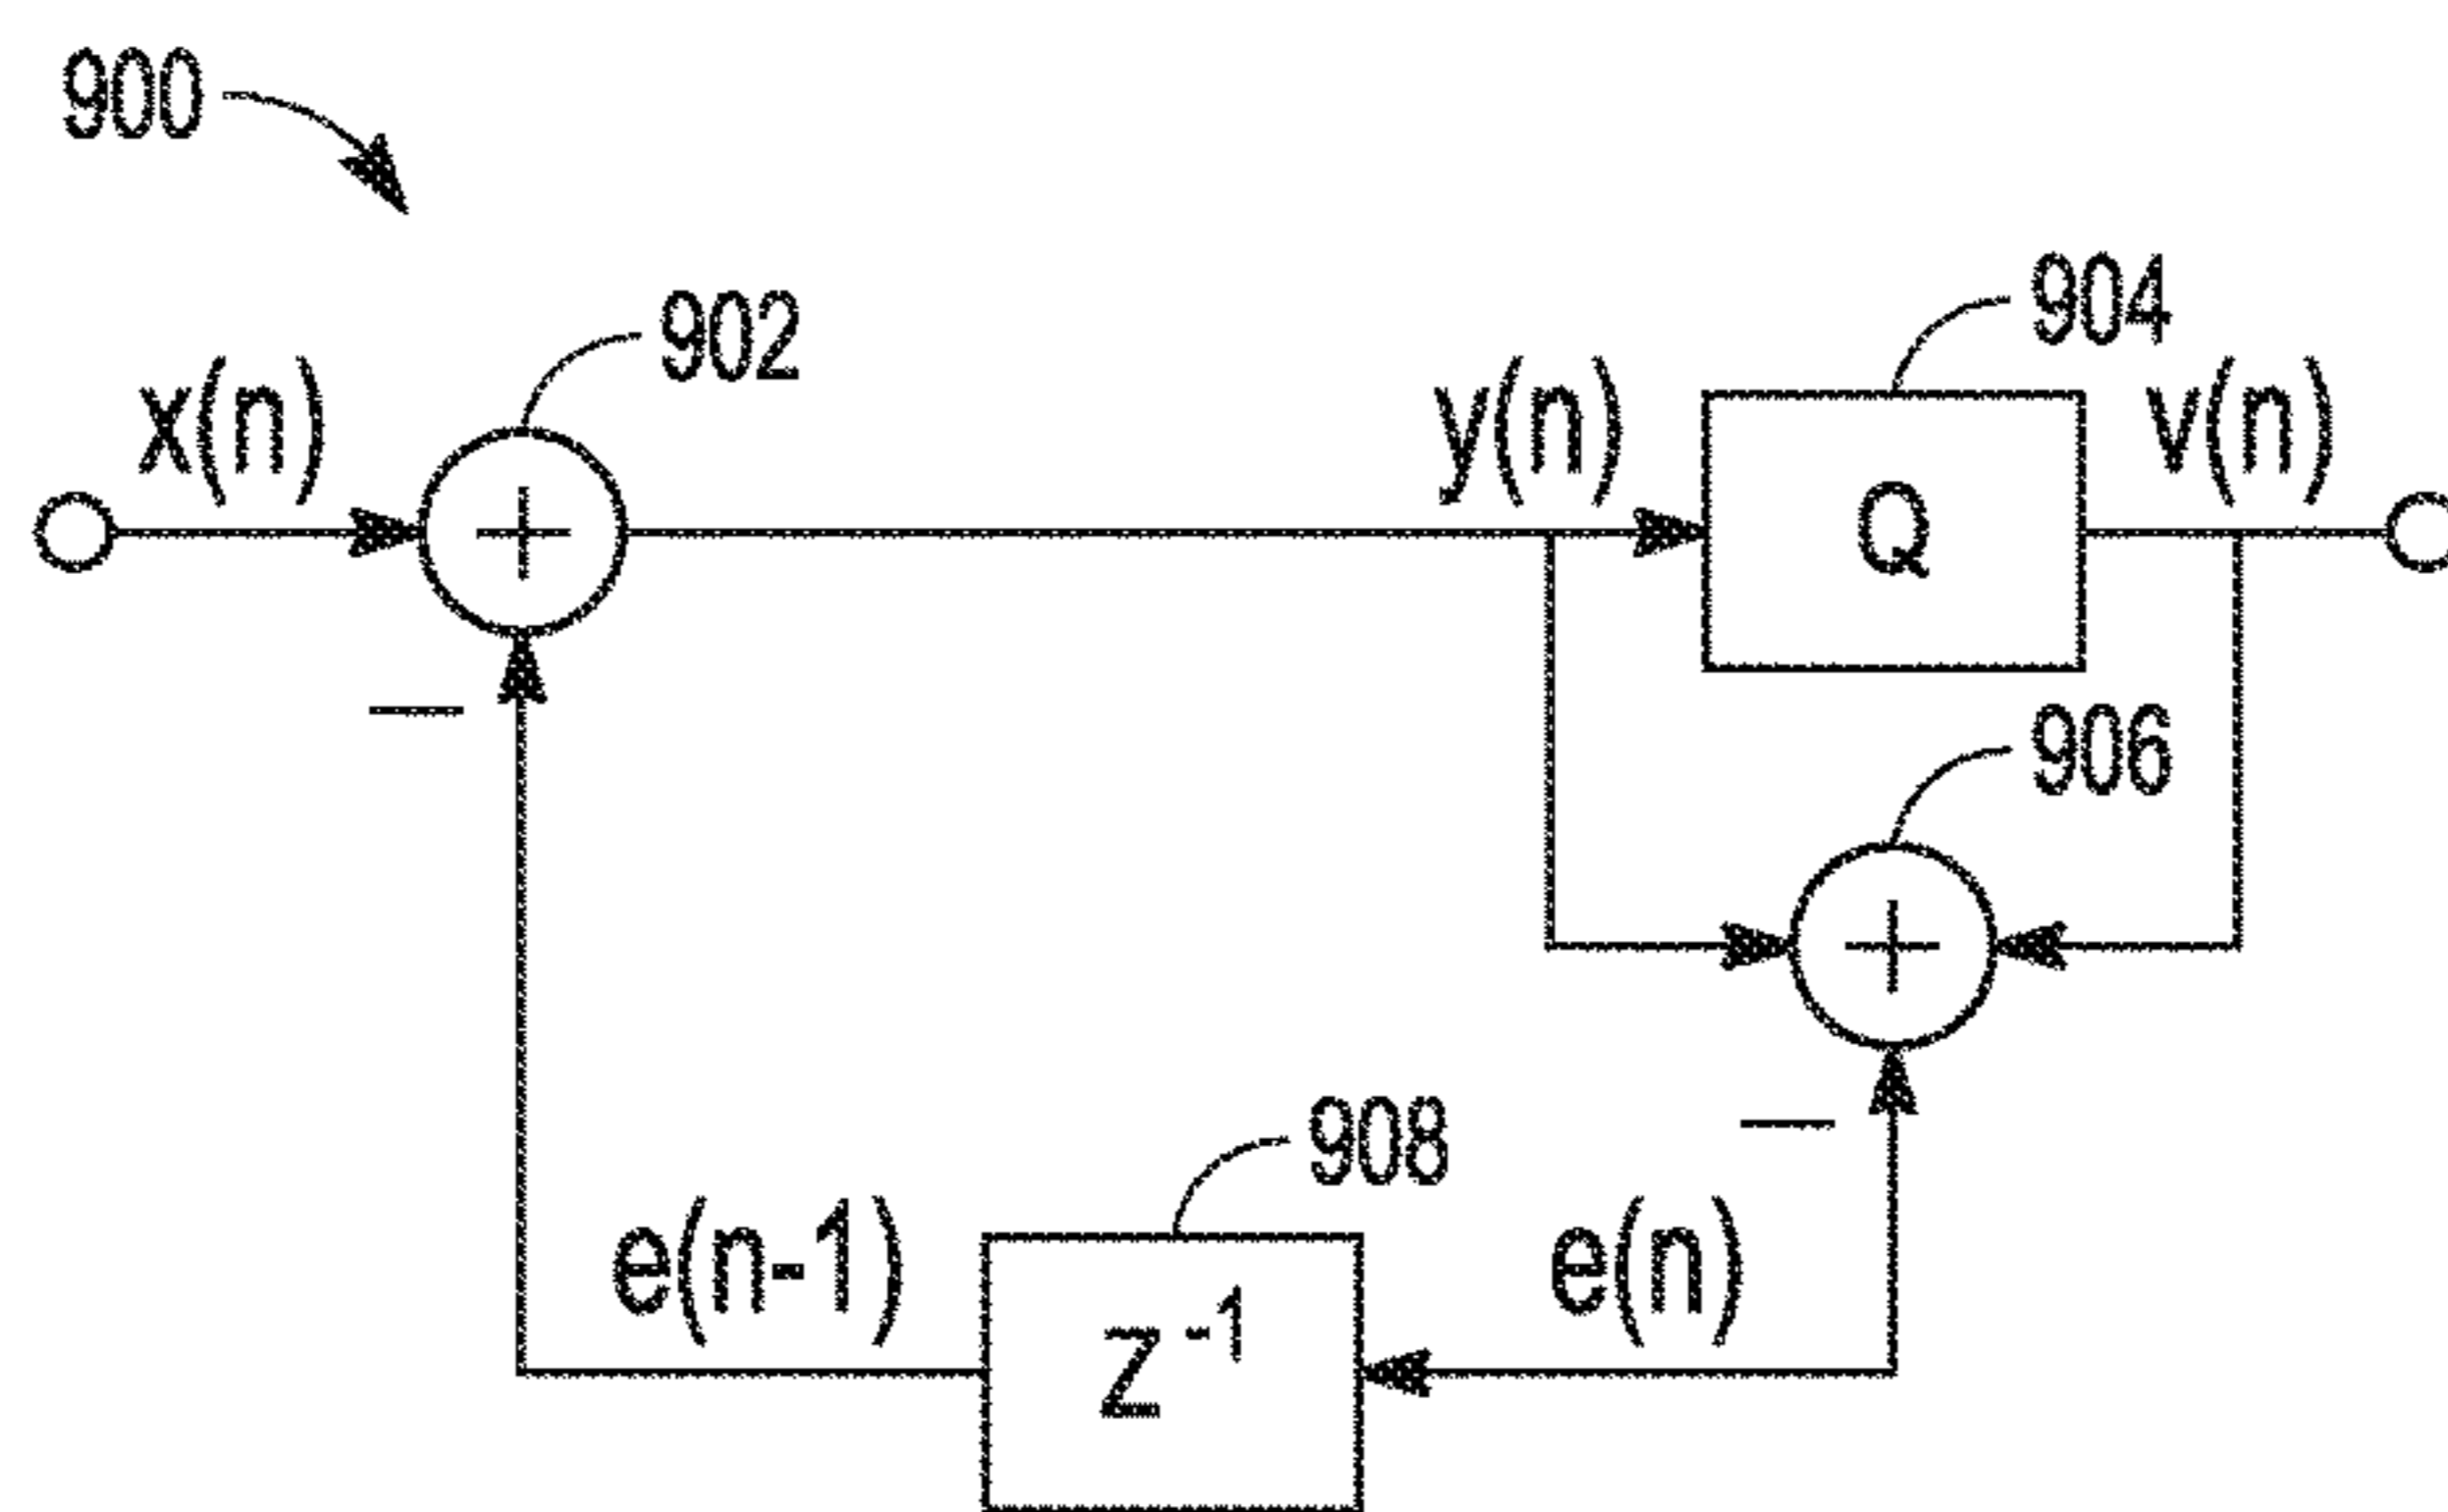 900
902
904
x(n)
y(n)
v(n)
+
Q
−
906
+
908
−
e(n-1)
e(n)
Z⁻¹